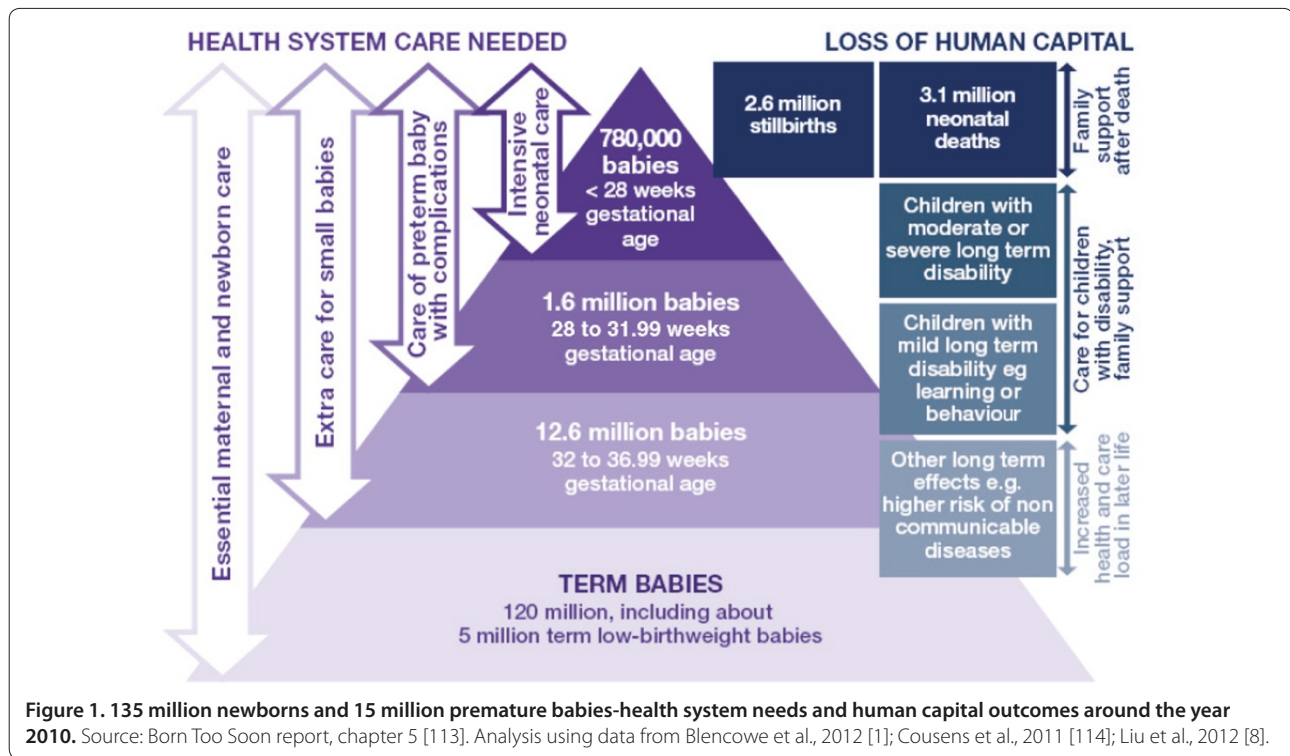 HEALTH SYSTEM CARE NEEDED
Essential maternal and newborn care
Extra care for small babies
Care of preterm baby
with complications
Intensive
neonatal care
780,000
babies
< 28 weeks
gestational
age
1.6 million babies
28 to 31.99 weeks
gestational age
12.6 million babies
32 to 36.99 weeks
gestational age
TERM BABIES
120 million, including about
5 million term low-birthweight babies
LOSS OF HUMAN CAPITAL
2.6 million
stillbirths
3.1 million
neonatal
deaths
Family
support
after death
Children with
moderate or
severe long term
disability
Children with
mild long term
disability eg
learning or
behaviour
Care for children
with disability,
family support
Other long term
effects e.g.
higher risk of non
communicable
diseases
Increased
health and care
load in later life
Figure 1. 135 million newborns and 15 million premature babies-health system needs and human capital outcomes around the year
2010. Source: Born Too Soon report, chapter 5 [113]. Analysis using data from Blencowe et al., 2012 [1]; Cousens et al., 2011 [114]; Liu et al., 2012 [8].